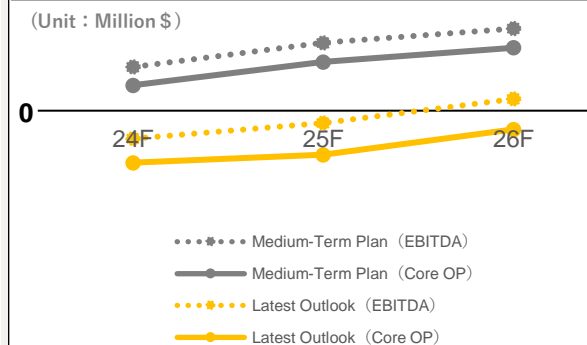 (Unit：Million＄)
0
24F 25F 26F
Medium-Term Plan（EBITDA）
Medium-Term Plan（Core OP）
Latest Outlook（EBITDA）
Latest Outlook（Core OP）